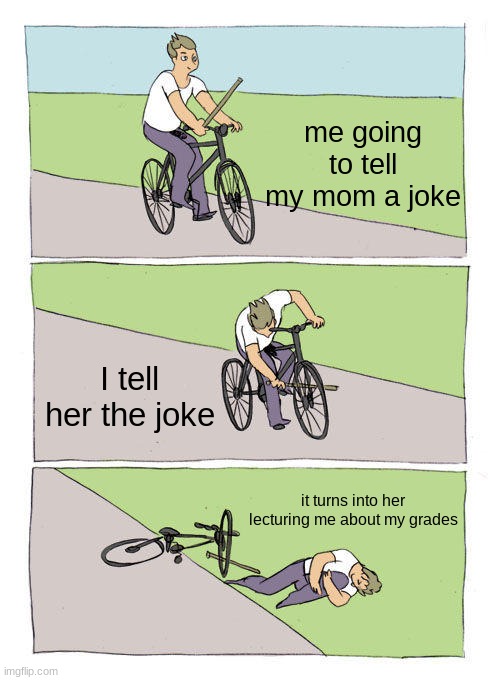 me going
to tell
my mom a joke
I tell
her the joke
it turns into her
lecturing me about my grades
imgflip.com